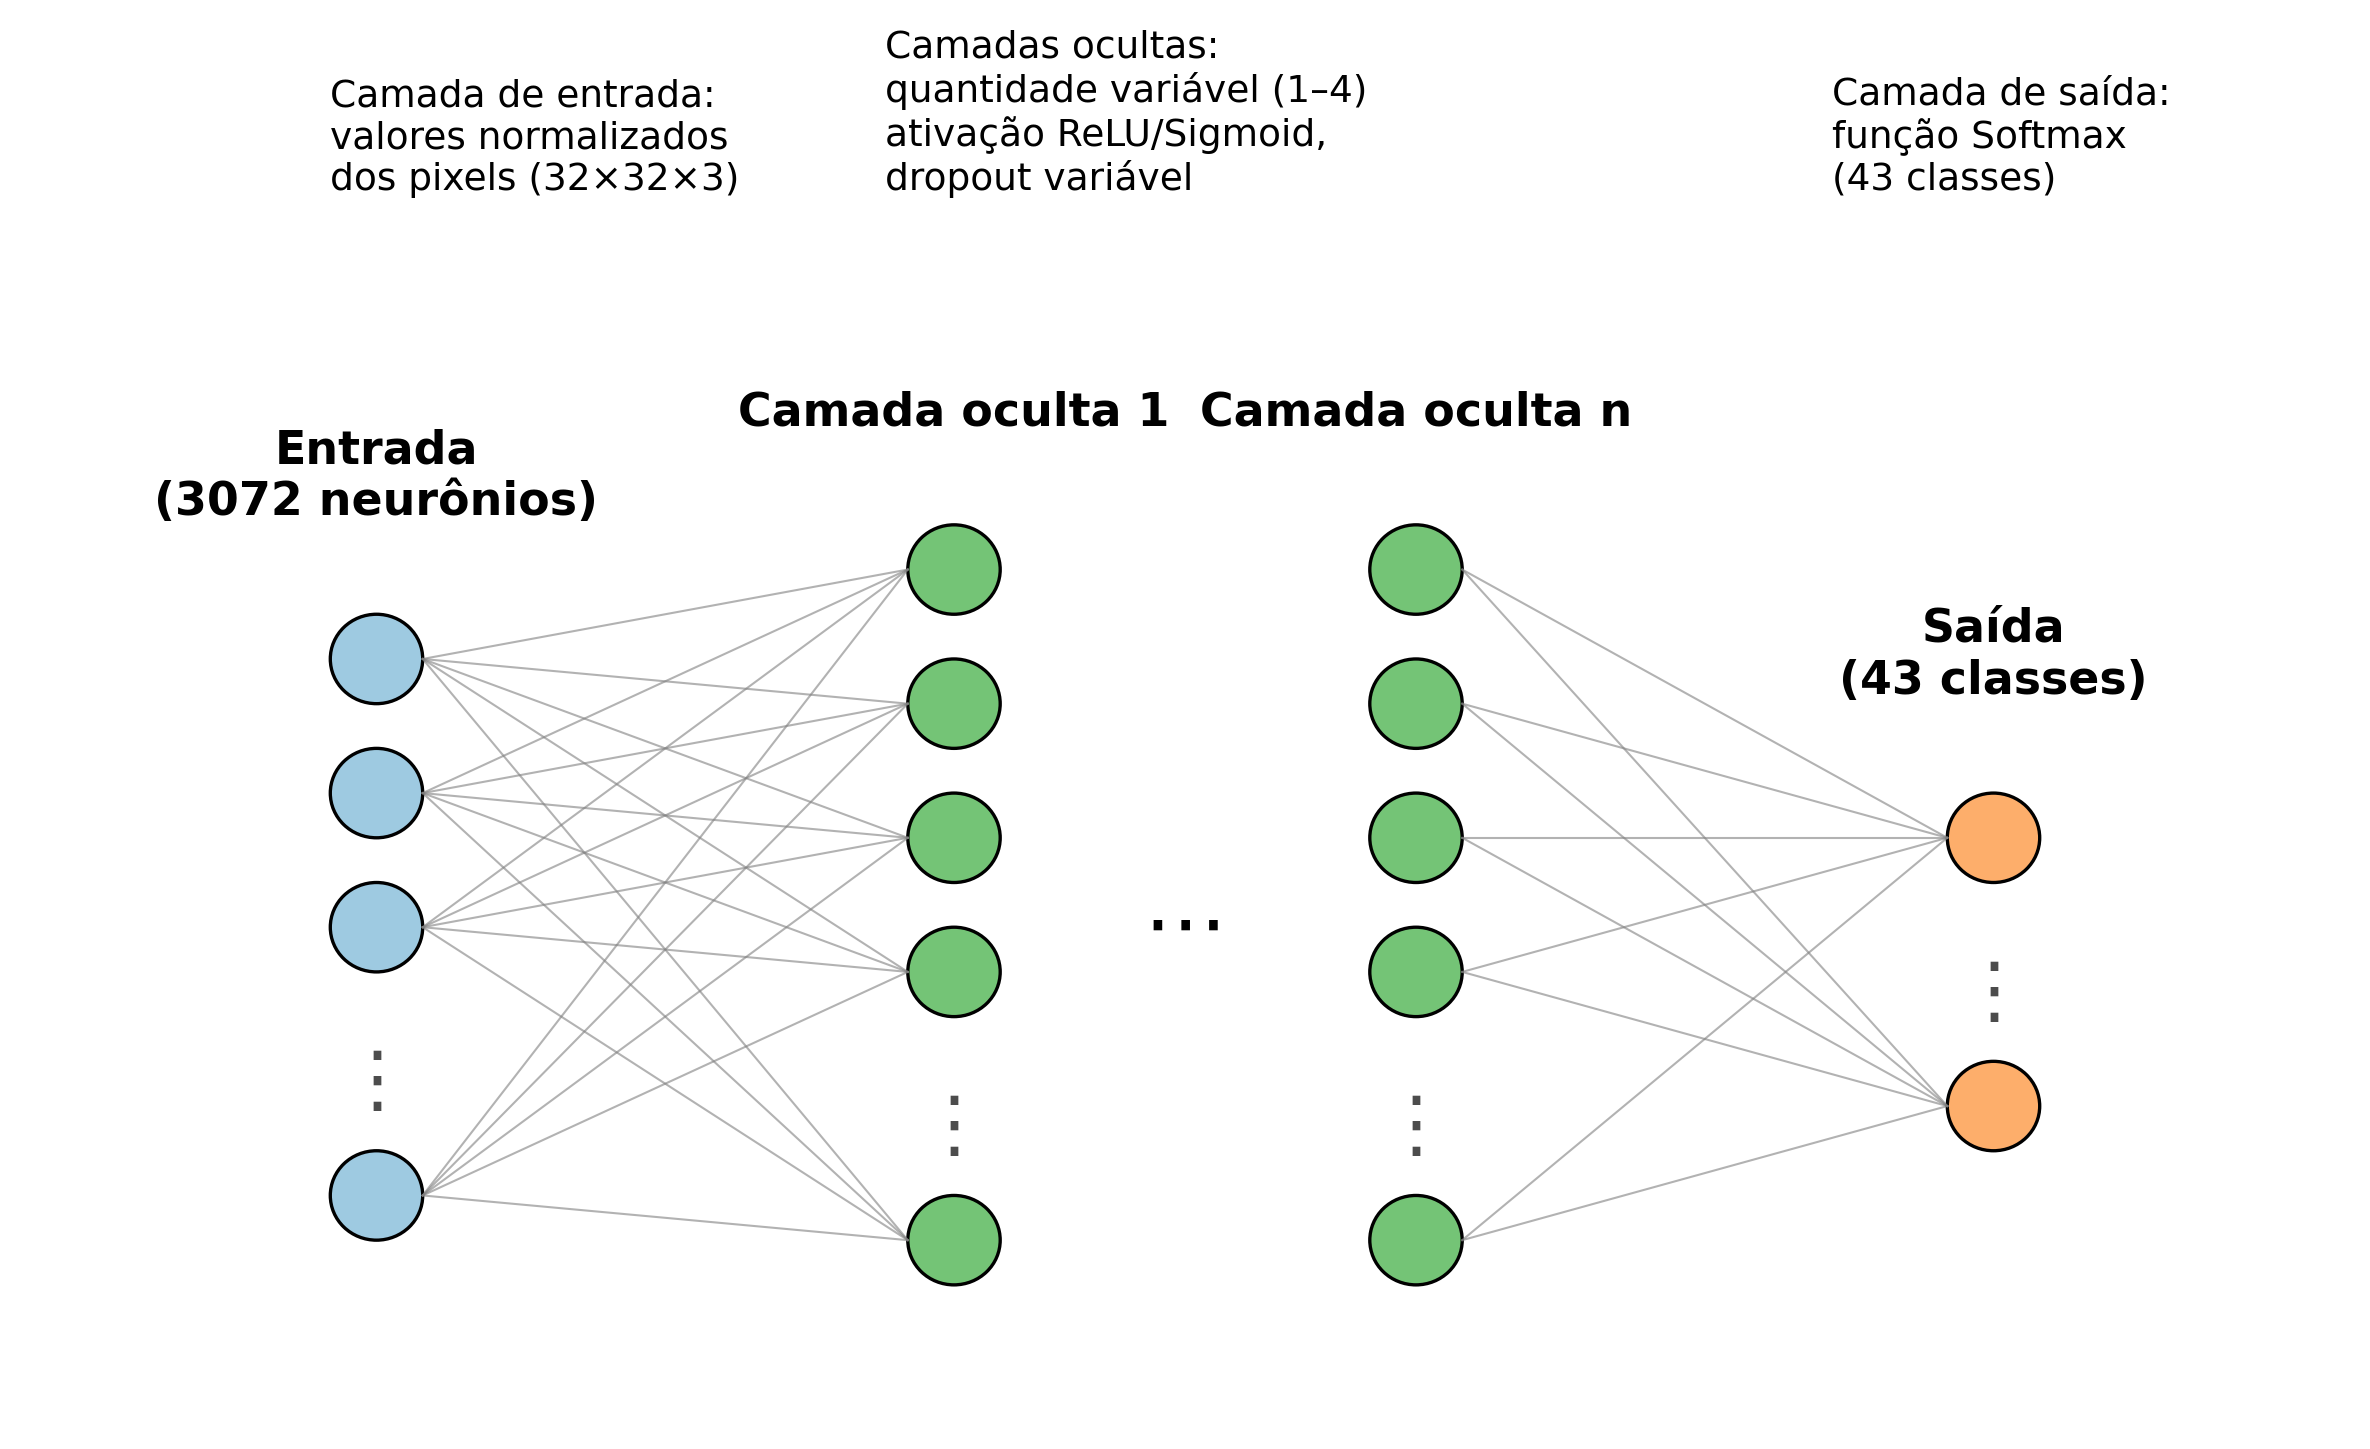 Camada de entrada:
valores normalizados
dos pixels (32×32×3)
Camadas ocultas:
quantidade variável (1–4)
ativação ReLU/Sigmoid,
dropout variável
Camada de saída:
função Softmax
(43 classes)
Entrada
(3072 neurônios)
Camada oculta 1
Camada oculta n
Saída
(43 classes)
...